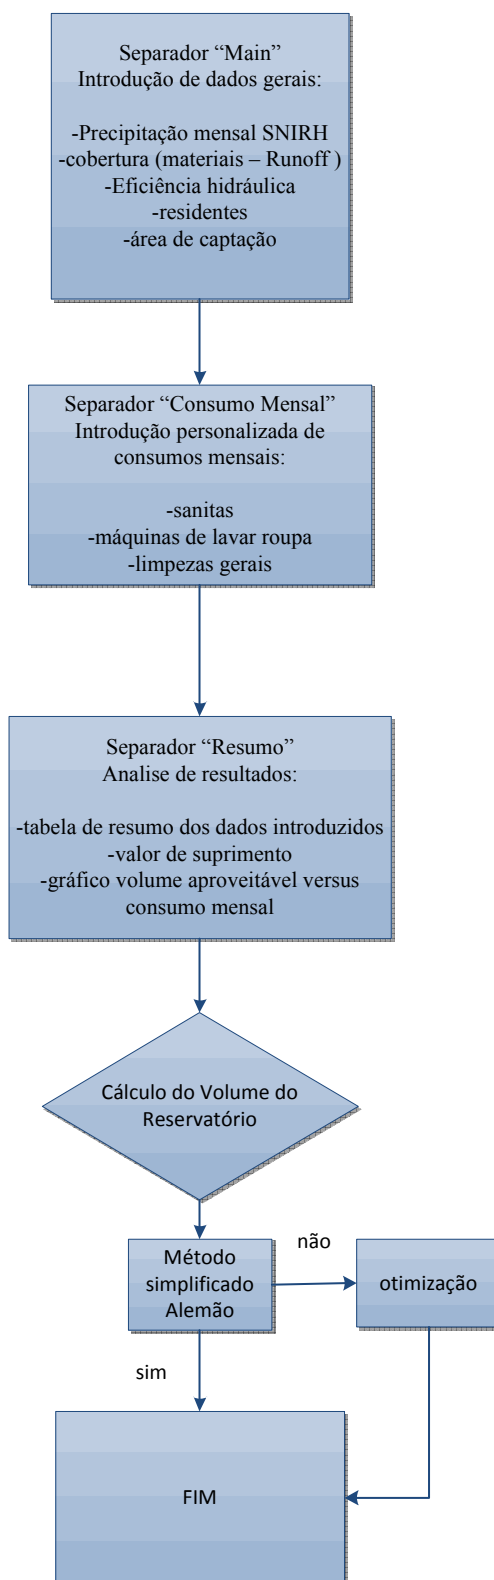 Separador “Main”
Introdução de dados gerais:
-Precipitação mensal SNIRH
-cobertura (materiais – Runoff )
-Eficiência hidráulica
-residentes
-área de captação
Separador “Consumo Mensal”
Introdução personalizada de
consumos mensais:
-sanitas
-máquinas de lavar roupa
-limpezas gerais
Separador “Resumo”
Analise de resultados:
-tabela de resumo dos dados introduzidos
-valor de suprimento
-gráfico volume aproveitável versus
consumo mensal
Cálculo do Volume do
Reservatório
Método
simplificado
Alemão
não
otimização
sim
FIM